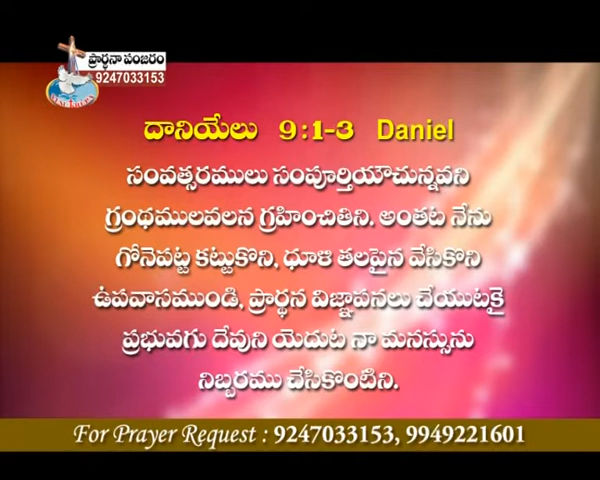 ప్రార్థనా పంజరం
9247033153
దానియేలు 9:1-3 Daniel
సంవత్సరములు సంపూర్తియౌచున్నవని
గ్రంథములవలన గ్రహించితిని. అంతట నేను
గోనెపట్ట కట్టుకొని, ధూళి తలపైన వేసికొని
ఉపవాసముండి, ప్రార్థన విజ్ఞాపనలు చేయుటకై
ప్రభువగు దేవుని యెదుట నా మనస్సును
నిబ్బరము చేసికొంటిని.
For Prayer Request : 9247033153, 9949221601